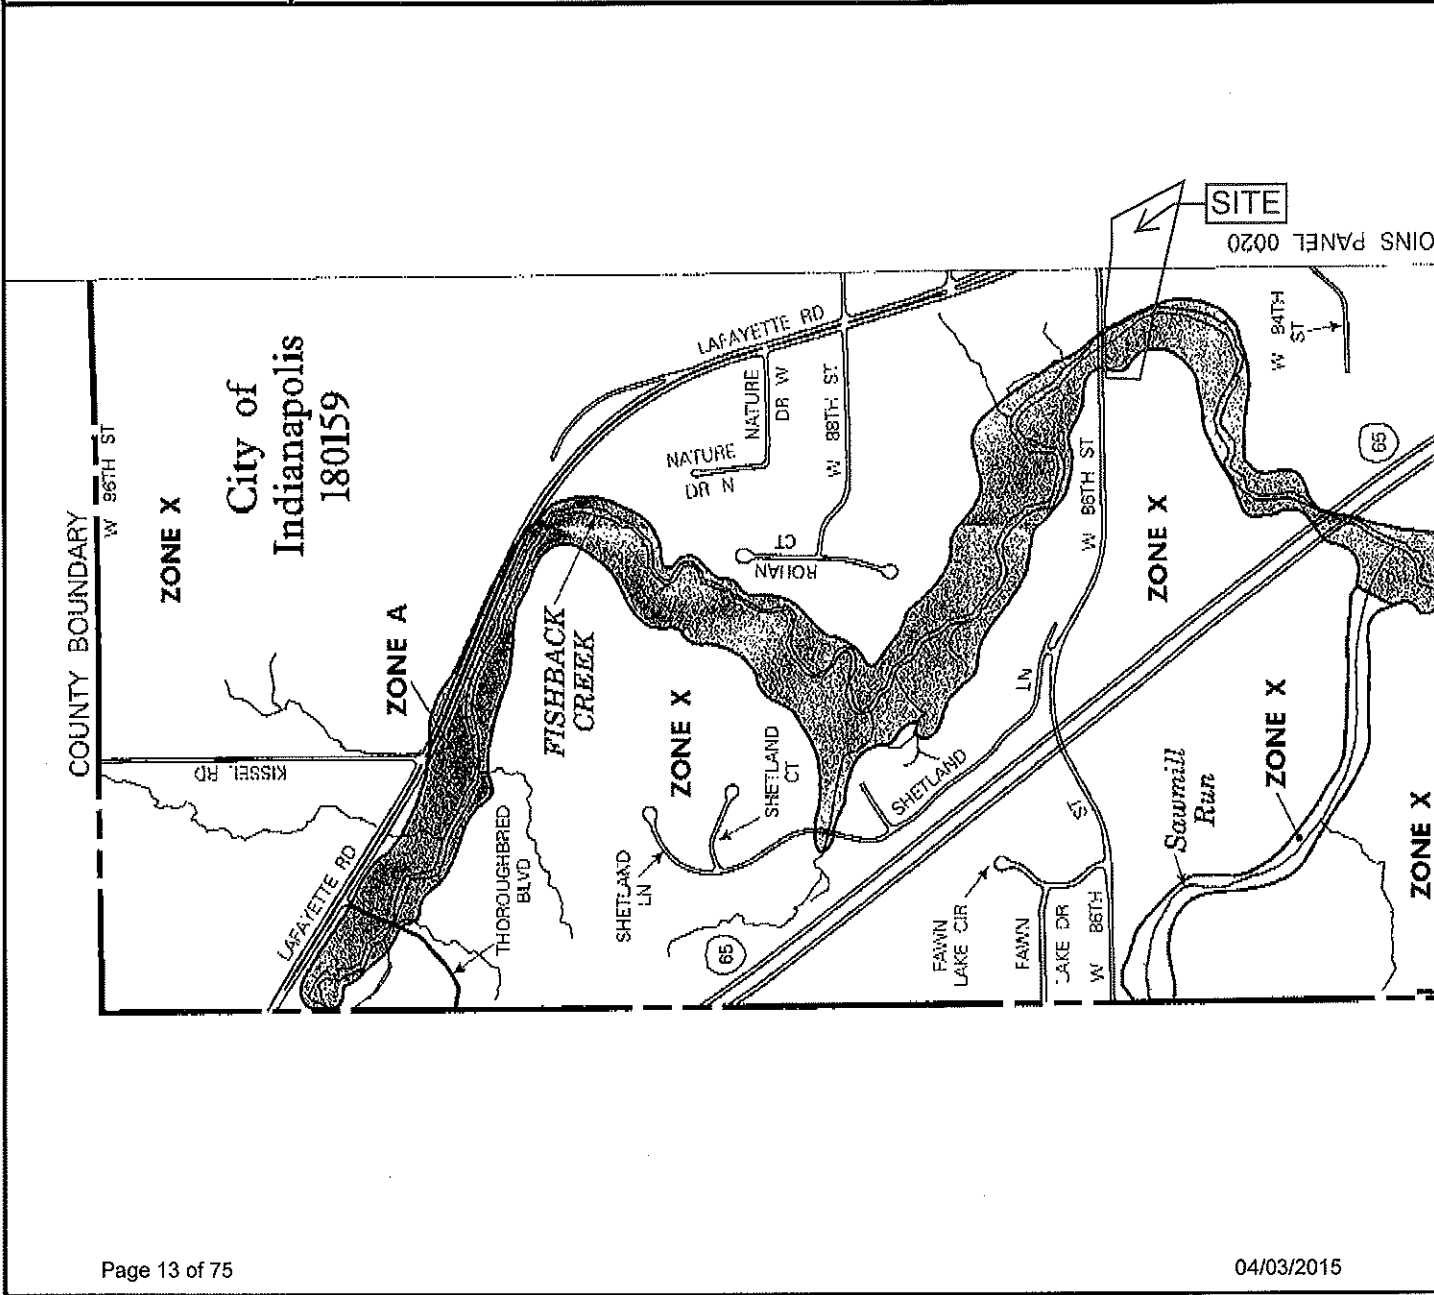 SITE
OINS PANEL 0020
COUNTY BOUNDARY
W 96TH ST
City of
Indianapolis
180159
ZONE X
LAFAYETTE RD
NATURE
DR W
W 88TH ST
NATURE
DR N
W 84TH
ST
65
W 86TH ST
ROHAN
CT
ZONE X
ZONE A
FISHBACK
CREEK
KISSEL RD
ZONE X
SHETLAND
CT
SHETLAND
LN
ZONE X
Sawmill
Run
LAFAYETTE RD
THOROUGHBRED
BLVD
SHETLAND
LN
65
FAWN
LAKE CIR
FAWN
LAKE DR
W 86TH
ST
ZONE X
Page 13 of 75
04/03/2015